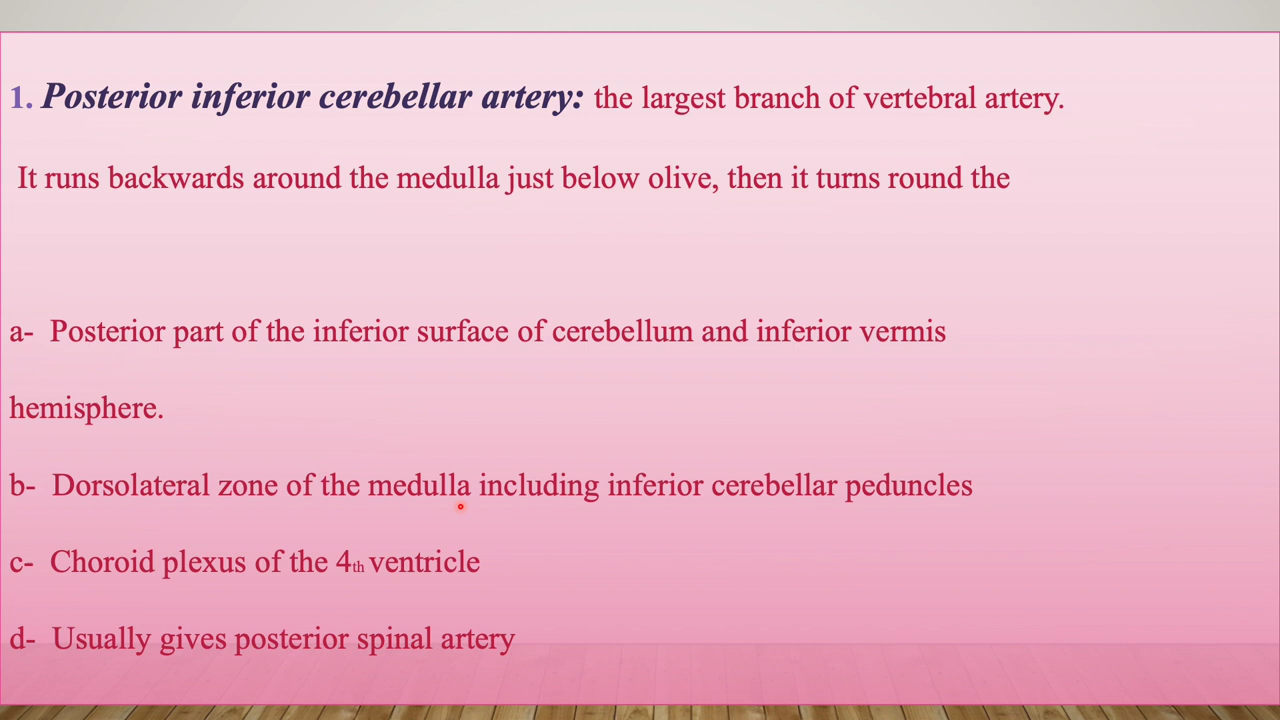 1. Posterior inferior cerebellar artery: the largest branch of vertebral artery.
It runs backwards around the medulla just below olive, then it turns round the
a- Posterior part of the inferior surface of cerebellum and inferior vermis
hemisphere.
b- Dorsolateral zone of the medulla including inferior cerebellar peduncles
c- Choroid plexus of the 4th ventricle
d- Usually gives posterior spinal artery